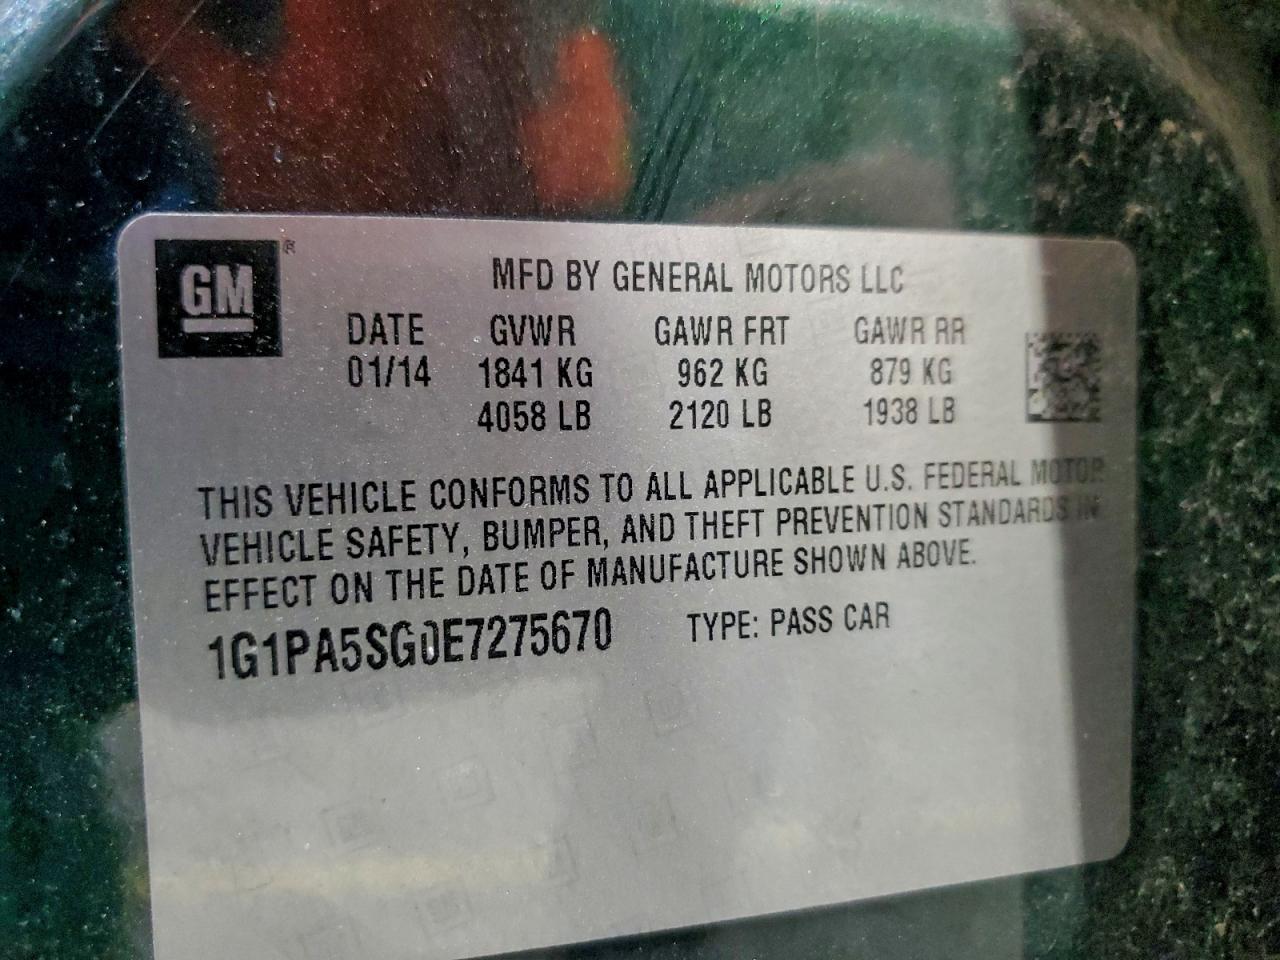 GM ®
MFD BY GENERAL MOTORS LLC
DATE GVWR GAWR FRT GAWR RR
01/14 1841 KG 962 KG 879 KG
4058 LB 2120 LB 1938 LB
THIS VEHICLE CONFORMS TO ALL APPLICABLE U.S. FEDERAL MOTOR
VEHICLE SAFETY, BUMPER, AND THEFT PREVENTION STANDARDS IN
EFFECT ON THE DATE OF MANUFACTURE SHOWN ABOVE.
1G1PA5SG0E7275670 TYPE: PASS CAR